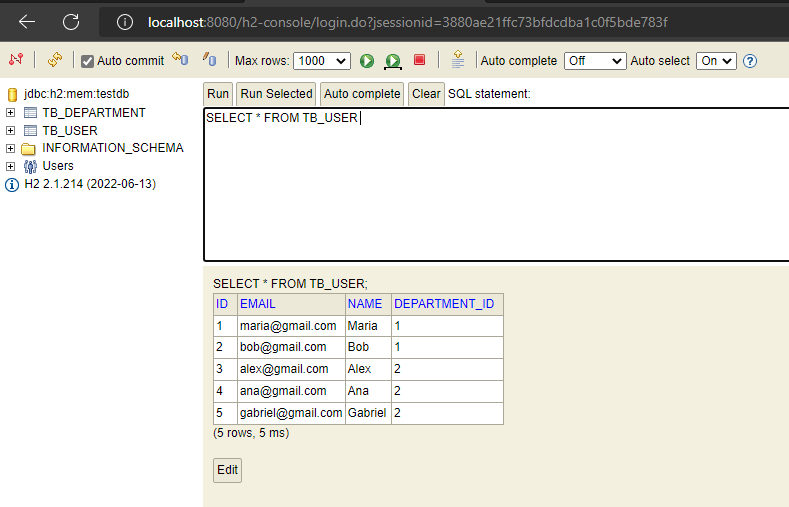 localhost:8080/h2-console/login.do?jsessionid=3880ae21ffc73bfdcdba1c0f5bde783f
Auto commit Max rows: 1000 Auto complete Off Auto select On
jdbc:h2:mem:testdb
TB_DEPARTMENT
TB_USER
INFORMATION_SCHEMA
Users
H2 2.1.214 (2022-06-13)
Run Run Selected Auto complete Clear SQL statement:
SELECT * FROM TB_USER
SELECT * FROM TB_USER;
ID EMAIL NAME DEPARTMENT_ID
1 maria@gmail.com Maria 1
2 bob@gmail.com Bob 1
3 alex@gmail.com Alex 2
4 ana@gmail.com Ana 2
5 gabriel@gmail.com Gabriel 2
(5 rows, 5 ms)
Edit